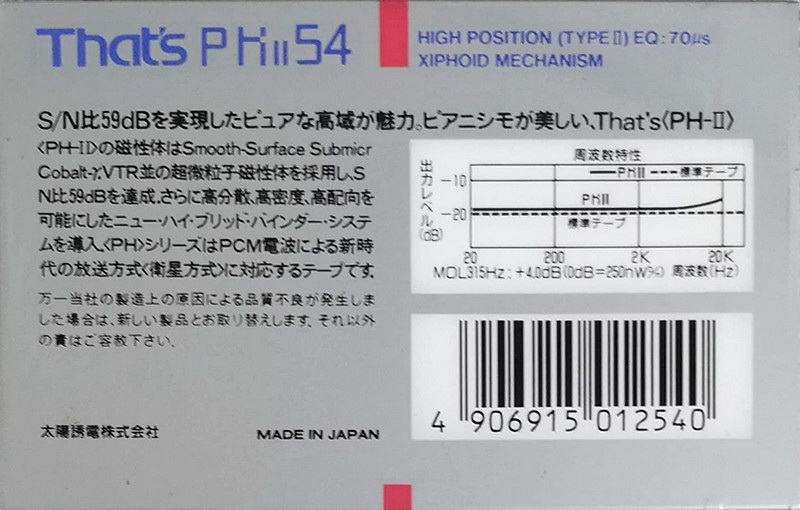 That's PHII54
HIGH POSITION (TYPEII) EQ:70μs
XIPHOID MECHANISM
S/N比59dBを実現したピュアな高域が魅力。ピアニシモが美しい、That's〈PH-II〉
〈PH-II〉の磁性体はSmooth-Surface Submicr
Cobalt-γ,VTR並の超微粒子磁性体を採用し、S
N比59dBを達成。さらに高分散、高密度、高配向を
可能にしたニュー・ハイ・ブリッド・バインダー・システ
ムを導入。〈PH〉シリーズはPCM電波による新時
代の放送方式〈衛星方式〉に対応するテープです。
万一当社の製造上の原因による品質不良が発生しま
した場合は、新しい製品とお取り替えします。それ以外
の責はご容赦下さい。
太陽誘電株式会社
MADE IN JAPAN
周波数特性
PHII 標準テープ
出力レベル(dB)
-10
PHII
-20
標準テープ
20 200 2K 20K
MOL315Hz:+4.0dB(0dB=250nW%) 周波数(Hz)
4 906915 012540